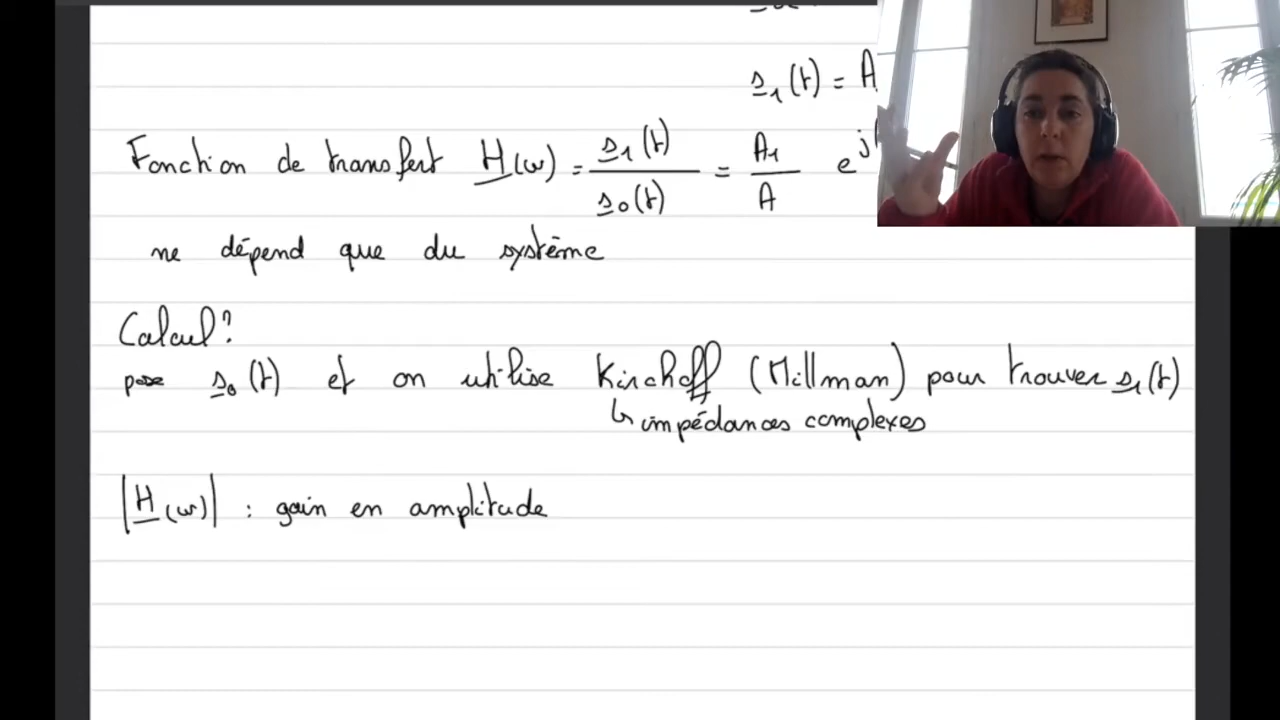 s₁(t) = A
Fonction de transfert H(ω) = s₁(t) / s₀(t) = A₁ / A e^j(
ne dépend que du système
Calcul?
pose s₀(t) et on utilise Kirchoff (Millman) pour trouver s₁(t)
↳ impédances complexes
|H(ω)| : gain en amplitude